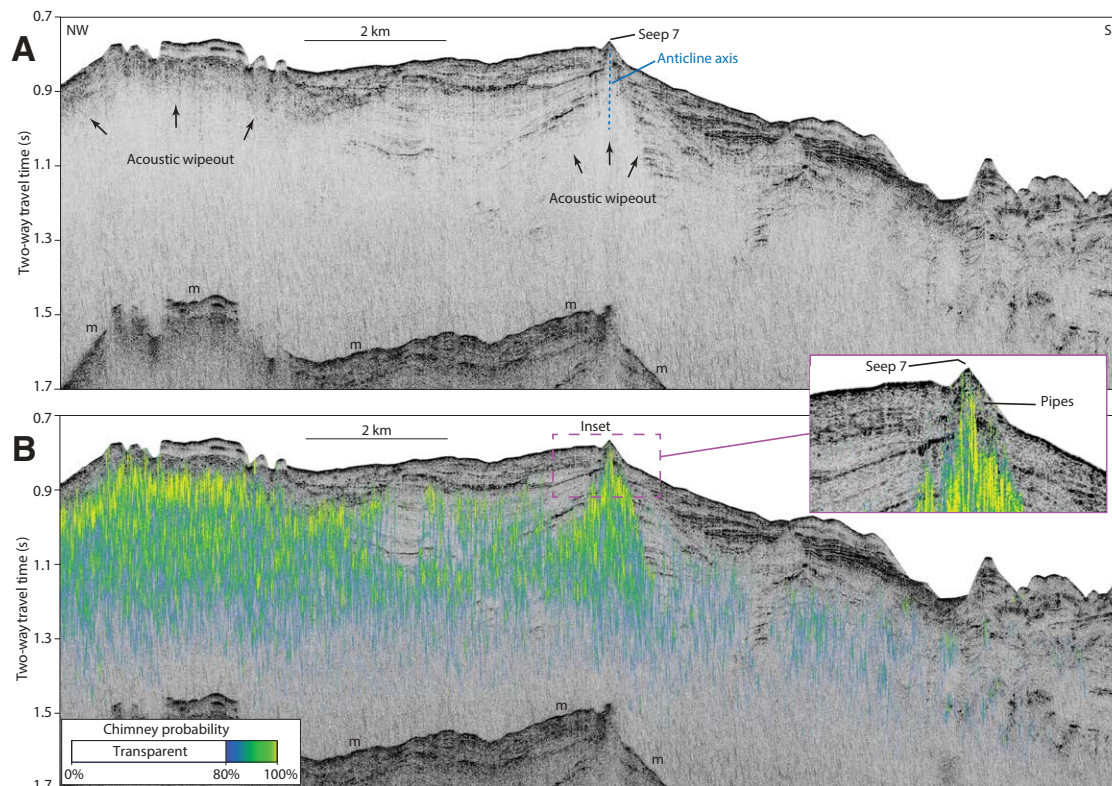 0.7
NW
2 km
Seep 7
S
A
Anticline axis
0.9
Acoustic wipeout
1.1
Acoustic wipeout
Two-way travel time (s)
1.3
m
1.5
m
m
m
m
1.7
Seep 7
Pipes
0.7
B
2 km
Inset
0.9
1.1
Two-way travel time (s)
1.3
1.5
m
m
m
Chimney probability
Transparent
0%
80%
100%
1.7